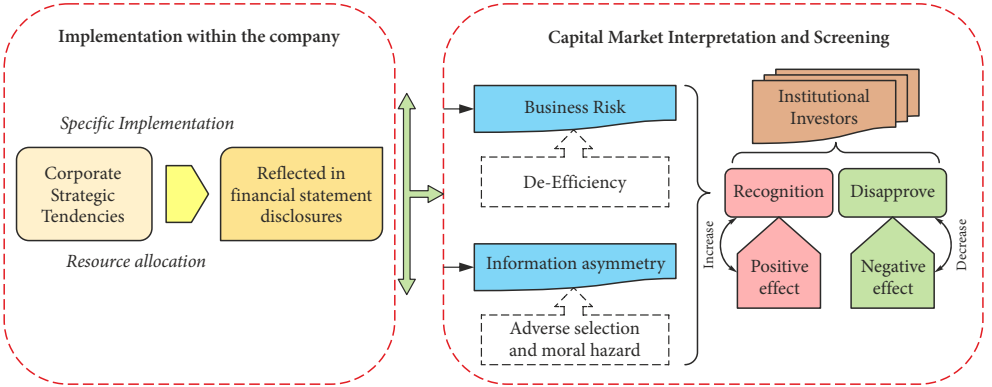 Implementation within the company
Specific Implementation
Corporate
Strategic
Tendencies
Reflected in
financial statement
disclosures
Resource allocation
Capital Market Interpretation and Screening
Business Risk
De-Efficiency
Information asymmetry
Adverse selection
and moral hazard
Institutional
Investors
Recognition
Disapprove
Increase
Positive
effect
Negative
effect
Decrease